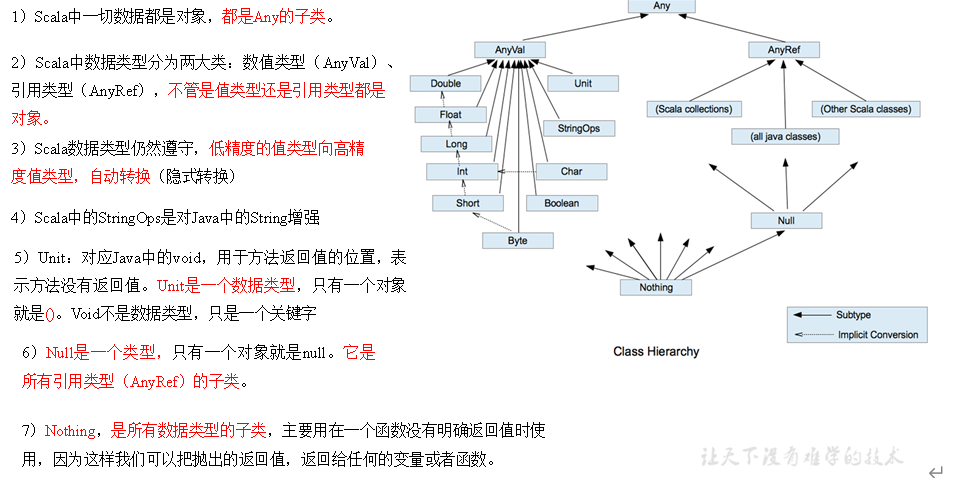 1）Scala中一切数据都是对象，都是Any的子类。
2）Scala中数据类型分为两大类：数值类型（AnyVal）、
引用类型（AnyRef），不管是值类型还是引用类型都是
对象。
3）Scala数据类型仍然遵守，低精度的值类型向高精
度值类型，自动转换（隐式转换）
4）Scala中的StringOps是对Java中的String增强
5）Unit：对应Java中的void，用于方法返回值的位置，表
示方法没有返回值。Unit是一个数据类型，只有一个对象
就是()。Void不是数据类型，只是一个关键字
6）Null是一个类型，只有一个对象就是null。它是
所有引用类型（AnyRef）的子类。
7）Nothing，是所有数据类型的子类，主要用在一个函数没有明确返回值时使
用，因为这样我们可以把抛出的返回值，返回给任何的变量或者函数。
Any
AnyVal
AnyRef
Double
Unit
Float
(Scala collections)
(Other Scala classes)
StringOps
(all java classes)
Long
Int
Char
Short
Boolean
Null
Byte
Nothing
Subtype
Implicit Conversion
Class Hierarchy
让天下没有难学的技术